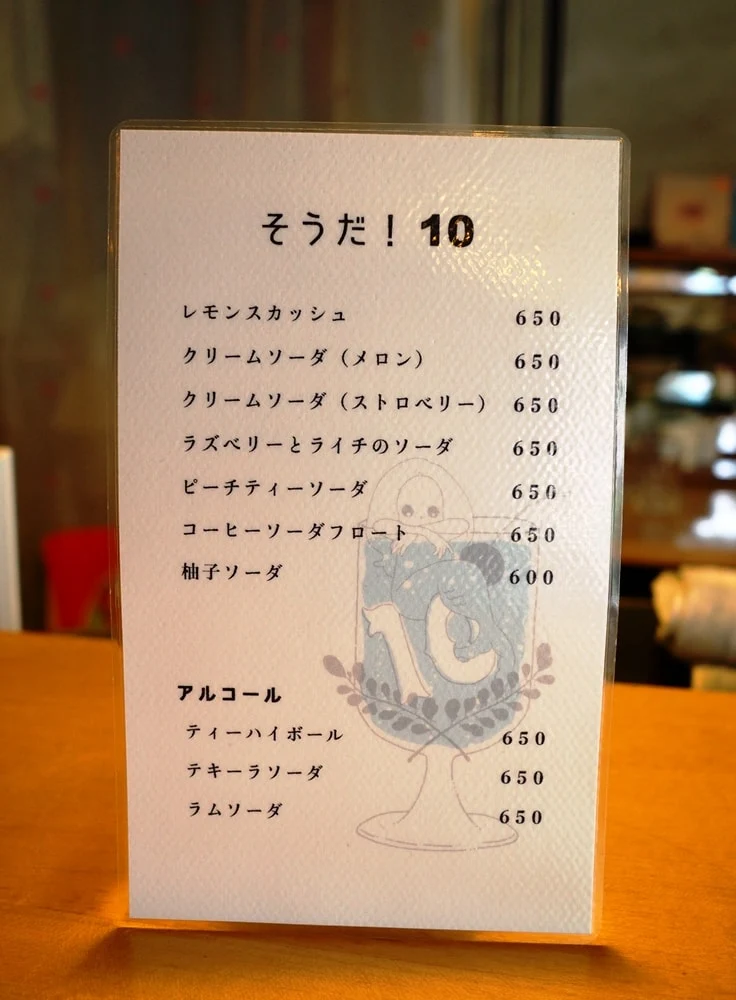 そうだ！10
レモンスカッシュ 650
クリームソーダ（メロン） 650
クリームソーダ（ストロベリー） 650
ラズベリーとライチのソーダ 650
ピーチティーソーダ 650
コーヒーソーダフロート 650
柚子ソーダ 600
10
アルコール
ティーハイボール 650
テキーラソーダ 650
ラムソーダ 650